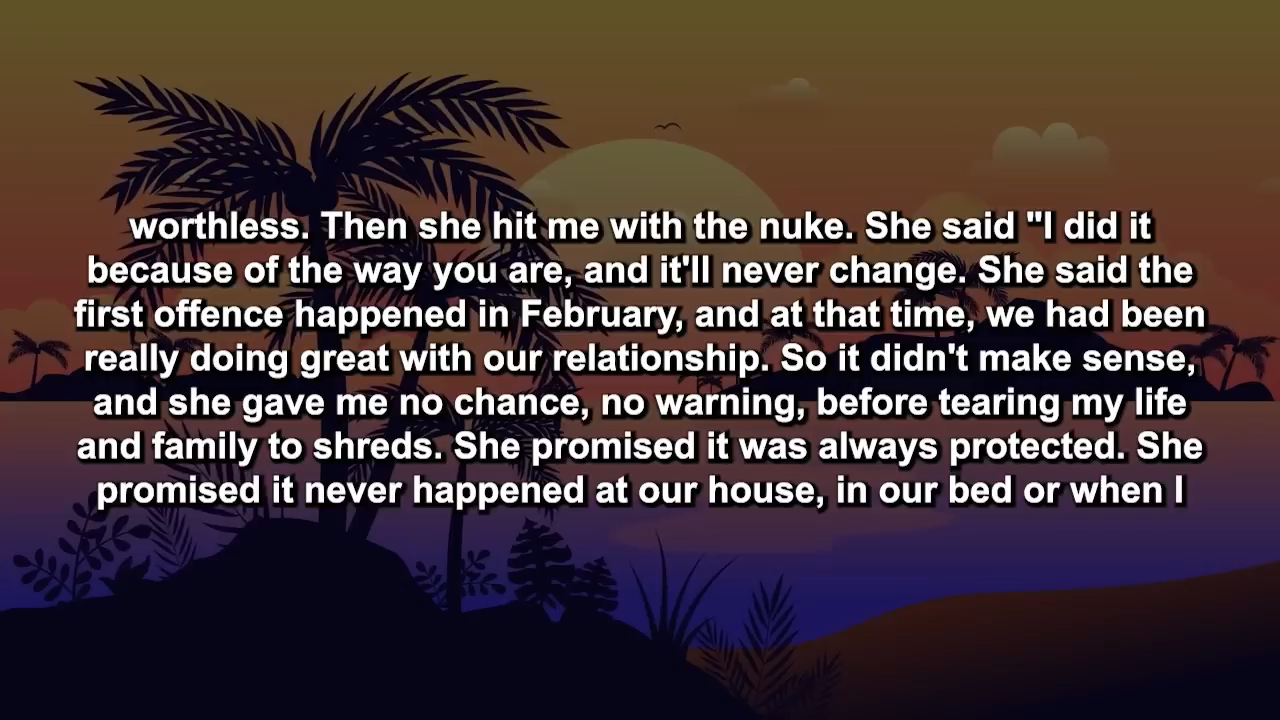 worthless. Then she hit me with the nuke. She said "I did it
because of the way you are, and it'll never change. She said the
first offence happened in February, and at that time, we had been
really doing great with our relationship. So it didn't make sense,
and she gave me no chance, no warning, before tearing my life
and family to shreds. She promised it was always protected. She
promised it never happened at our house, in our bed or when I